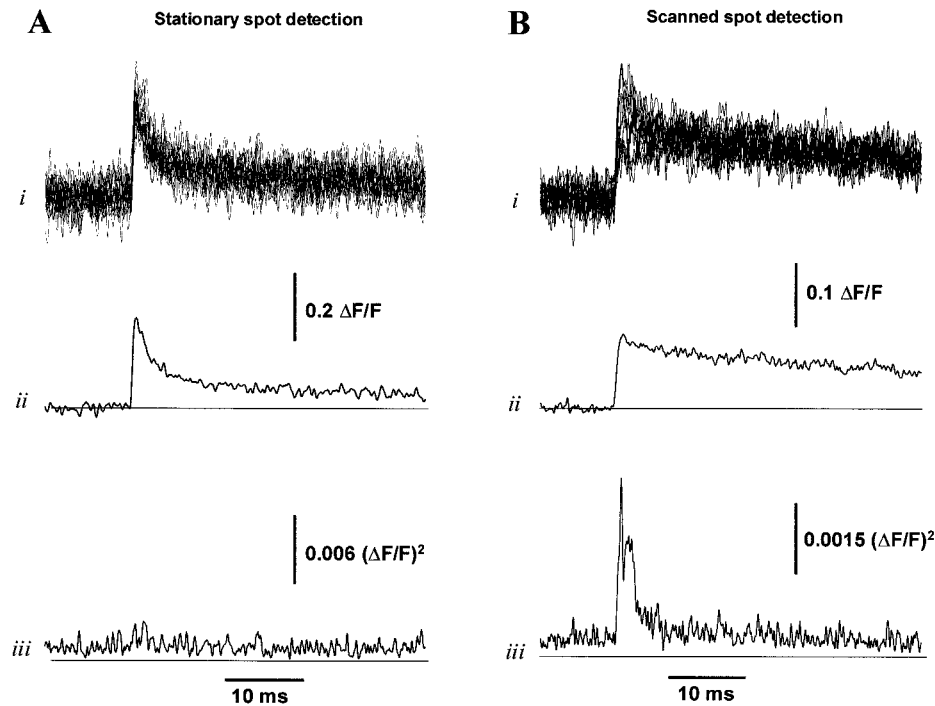 A
Stationary spot detection
i
0.2 ΔF/F
ii
0.006 (ΔF/F)²
iii
10 ms
B
Scanned spot detection
i
0.1 ΔF/F
ii
0.0015 (ΔF/F)²
iii
10 ms